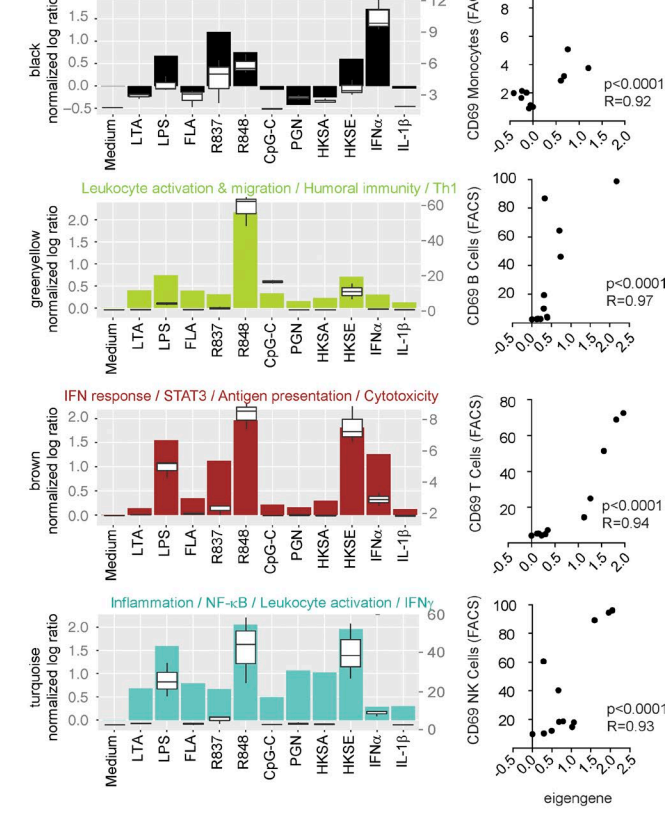 black
normalized log ratio
1.5
1.0
0.5
0.0
−0.5
12
9
6
3
Medium
LTA
LPS
FLA
R837
R848
CpG-C
PGN
HKSA
HKSE
IFNα
IL-1β
CD69 Monocytes (FAC
8
6
4
2
p<0.0001
R=0.92
-0.5
0.0
0.5
1.0
1.5
2.0
Leukocyte activation & migration / Humoral immunity / Th1
greenyellow
normalized log ratio
2.0
1.5
1.0
0.5
0.0
60
40
20
0
Medium
LTA
LPS
FLA
R837
R848
CpG-C
PGN
HKSA
HKSE
IFNα
IL-1β
CD69 B Cells (FACS)
100
80
60
40
20
p<0.0001
R=0.97
-0.5
0.0
0.5
1.0
1.5
2.0
2.5
IFN response / STAT3 / Antigen presentation / Cytotoxicity
brown
normalized log ratio
2.0
1.5
1.0
0.5
0.0
8
6
4
2
Medium
LTA
LPS
FLA
R837
R848
CpG-C
PGN
HKSA
HKSE
IFNα
IL-1β
CD69 T Cells (FACS)
80
60
40
20
p<0.0001
R=0.94
-0.5
0.0
0.5
1.0
1.5
2.0
Inflammation / NF-κB / Leukocyte activation / IFNγ
turquoise
normalized log ratio
2.0
1.5
1.0
0.5
0.0
60
40
20
0
Medium
LTA
LPS
FLA
R837
R848
CpG-C
PGN
HKSA
HKSE
IFNα
IL-1β
CD69 NK Cells (FACS)
100
80
60
40
20
p<0.0001
R=0.93
-0.5
0.0
0.5
1.0
1.5
2.0
2.5
eigengene